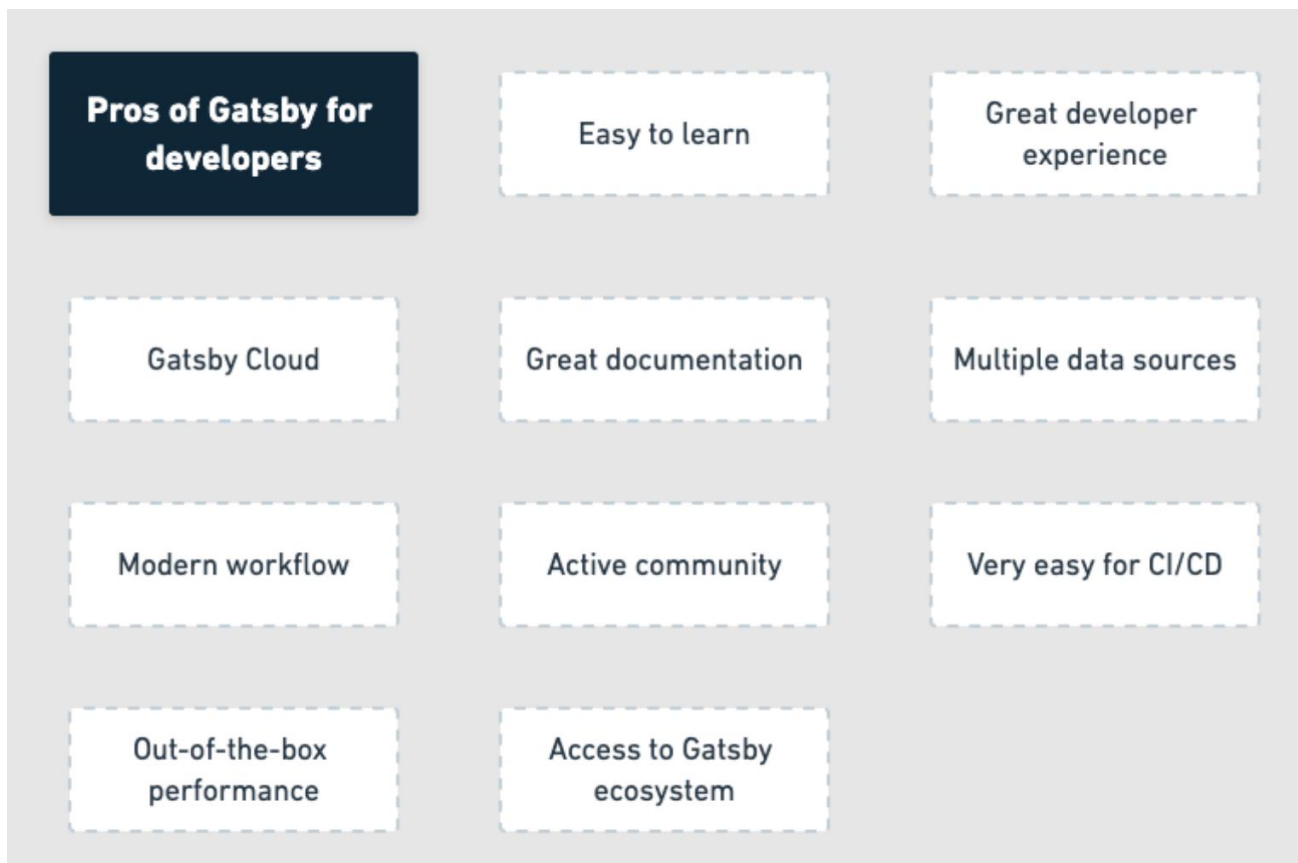 Pros of Gatsby for
developers
Easy to learn
Great developer
experience
Gatsby Cloud
Great documentation
Multiple data sources
Modern workflow
Active community
Very easy for CI/CD
Out-of-the-box
performance
Access to Gatsby
ecosystem